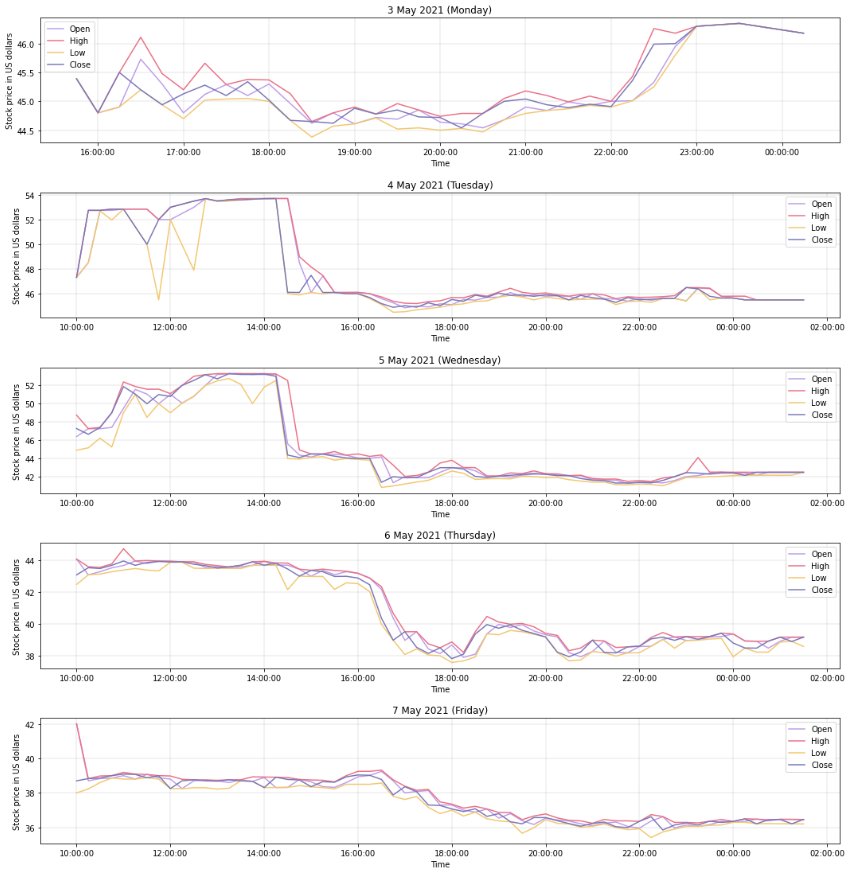 3 May 2021 (Monday)
Stock price in US dollars
46.0
45.5
45.0
44.5
Open
High
Low
Close
16:00:00 17:00:00 18:00:00 19:00:00 20:00:00 21:00:00 22:00:00 23:00:00 00:00:00
Time
4 May 2021 (Tuesday)
Stock price in US dollars
54
52
50
48
46
Open
High
Low
Close
10:00:00 12:00:00 14:00:00 16:00:00 18:00:00 20:00:00 22:00:00 00:00:00 02:00:00
Time
5 May 2021 (Wednesday)
Stock price in US dollars
52
50
48
46
44
42
Open
High
Low
Close
10:00:00 12:00:00 14:00:00 16:00:00 18:00:00 20:00:00 22:00:00 00:00:00 02:00:00
Time
6 May 2021 (Thursday)
Stock price in US dollars
44
42
40
38
Open
High
Low
Close
10:00:00 12:00:00 14:00:00 16:00:00 18:00:00 20:00:00 22:00:00 00:00:00 02:00:00
Time
7 May 2021 (Friday)
Stock price in US dollars
42
40
38
36
Open
High
Low
Close
10:00:00 12:00:00 14:00:00 16:00:00 18:00:00 20:00:00 22:00:00 00:00:00 02:00:00
Time